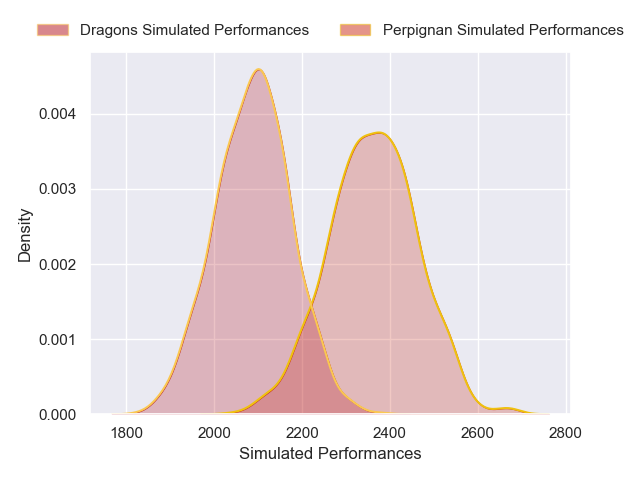 Dragons Simulated Performances Perpignan Simulated Performances
0.004
0.003
0.002
0.001
0.000
Density
1800 2000 2200 2400 2600 2800
Simulated Performances